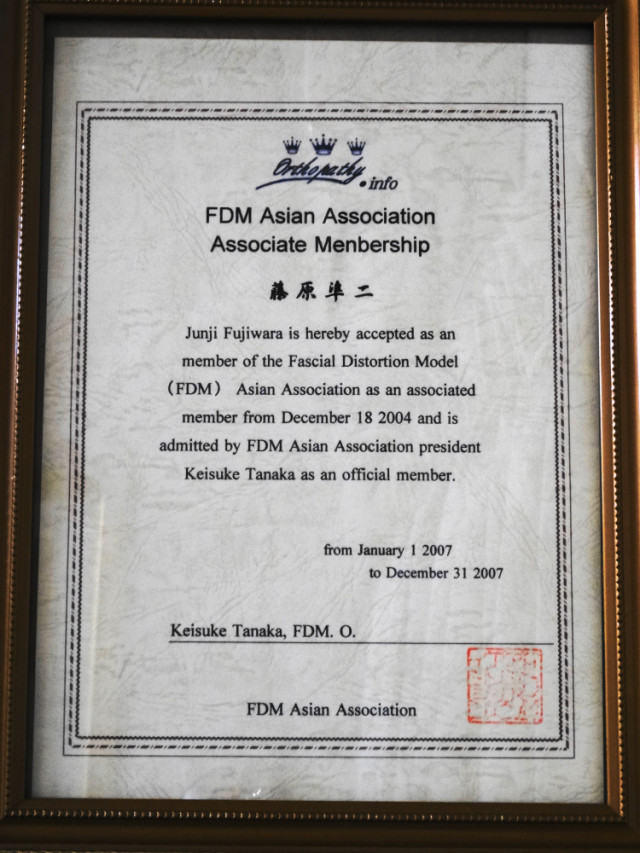 Orthopathy
.info
FDM Asian Association
Associate Menbership
藤原準二
Junji Fujiwara is hereby accepted as an
member of the Fascial Distortion Model
（FDM） Asian Association as an associated
member from December 18 2004 and is
admitted by FDM Asian Association president
Keisuke Tanaka as an official member.
from January 1 2007
to December 31 2007
Keisuke Tanaka, FDM. O.
FDM Asian Association